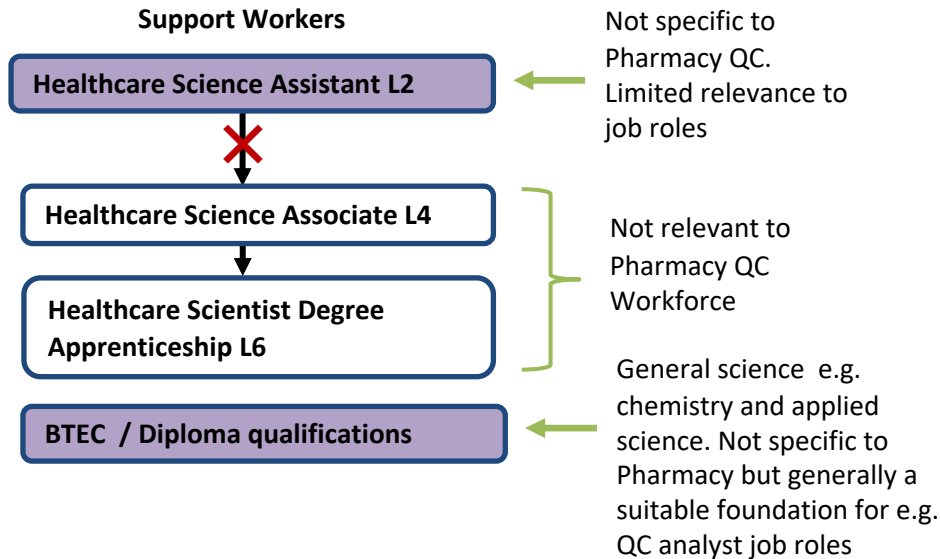 Support Workers
Healthcare Science Assistant L2
Not specific to
Pharmacy QC.
Limited relevance to
job roles
Healthcare Science Associate L4
Healthcare Scientist Degree
Apprenticeship L6
Not relevant to
Pharmacy QC
Workforce
BTEC / Diploma qualifications
General science e.g.
chemistry and applied
science. Not specific to
Pharmacy but generally a
suitable foundation for e.g.
QC analyst job roles